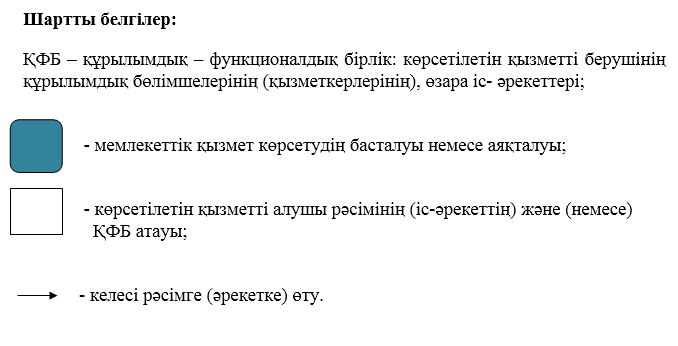 Шартты белгілер:
ҚФБ – құрылымдық – функционалдық бірлік: көрсетілетін қызметті берушінің
құрылымдық бөлімшелерінің (қызметкерлерінің), өзара іс- әрекеттері;
- мемлекеттік қызмет көрсетудің басталуы немесе аяқталуы;
- көрсетілетін қызметті алушы рәсімінің (іс-әрекеттің) және (немесе)
ҚФБ атауы;
- келесі рәсімге (әрекетке) өту.